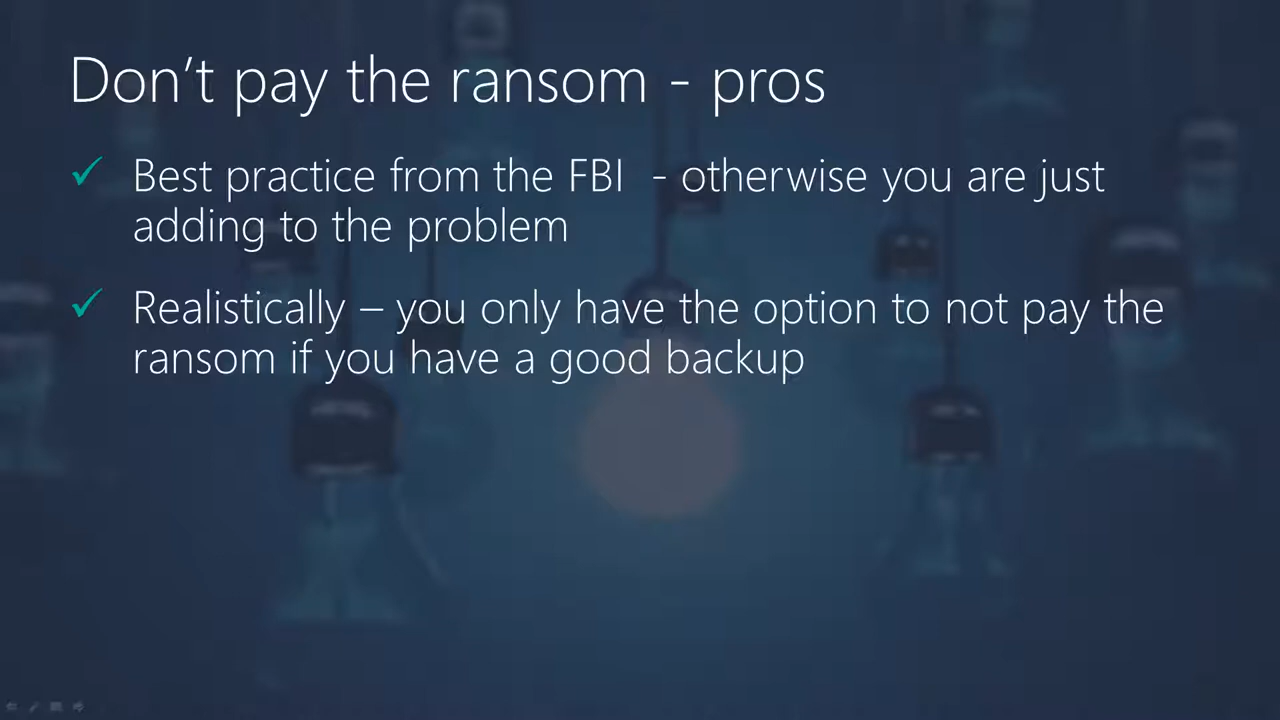 Don’t pay the ransom - pros
Best practice from the FBI - otherwise you are just
adding to the problem
Realistically – you only have the option to not pay the
ransom if you have a good backup